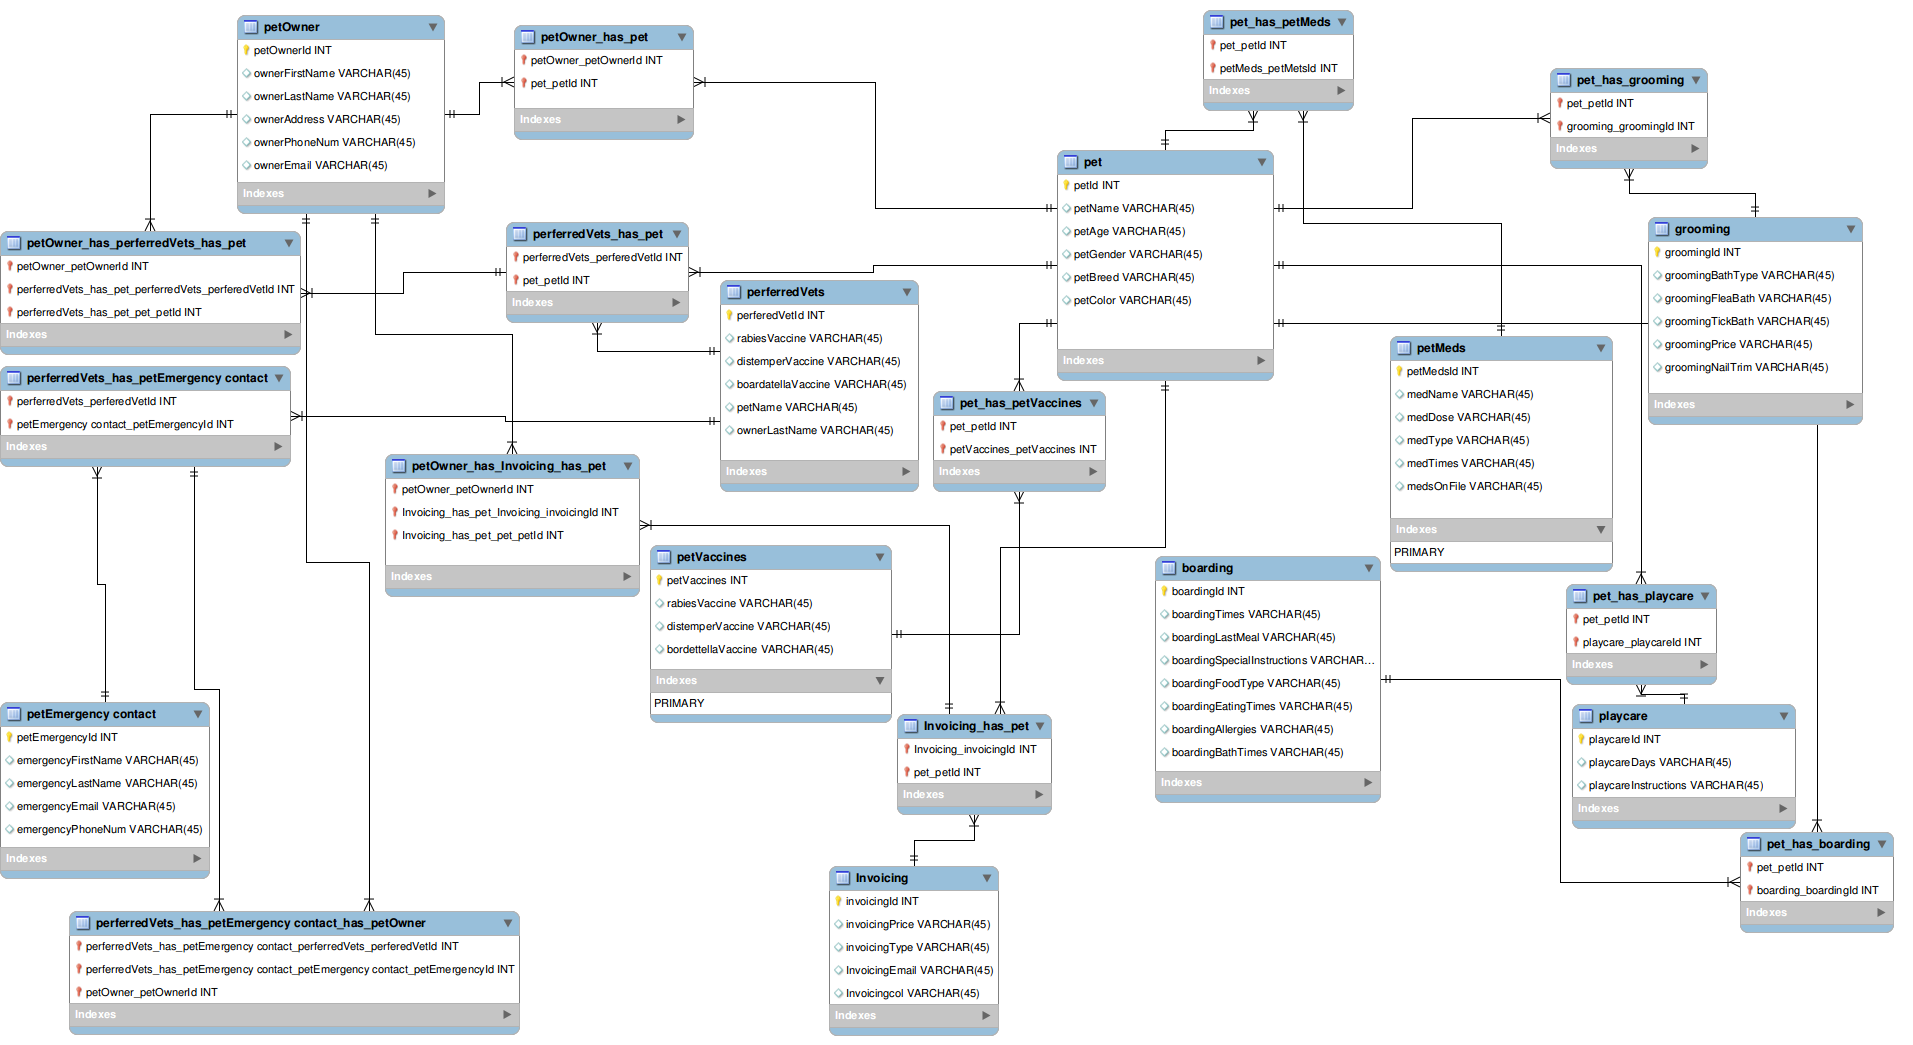 petOwner
petOwnerId INT
ownerFirstName VARCHAR(45)
ownerLastName VARCHAR(45)
ownerAddress VARCHAR(45)
ownerPhoneNum VARCHAR(45)
ownerEmail VARCHAR(45)
Indexes
petOwner_has_pet
petOwner_petOwnerId INT
pet_petId INT
Indexes
pet_has_petMeds
pet_petId INT
petMeds_petMetsId INT
Indexes
pet_has_grooming
pet_petId INT
grooming_groomingId INT
Indexes
pet
petId INT
petName VARCHAR(45)
petAge VARCHAR(45)
petGender VARCHAR(45)
petBreed VARCHAR(45)
petColor VARCHAR(45)
Indexes
grooming
groomingId INT
groomingBathType VARCHAR(45)
groomingFleaBath VARCHAR(45)
groomingTickBath VARCHAR(45)
groomingPrice VARCHAR(45)
groomingNailTrim VARCHAR(45)
Indexes
petOwner_has_perferredVets_has_pet
petOwner_petOwnerId INT
perferredVets_has_pet_perferredVets_perferedVetId INT
perferredVets_has_pet_pet_petId INT
Indexes
perferredVets_has_pet
perferredVets_perferedVetId INT
pet_petId INT
Indexes
perferredVets
perferedVetId INT
rabiesVaccine VARCHAR(45)
distemperVaccine VARCHAR(45)
boardatellaVaccine VARCHAR(45)
petName VARCHAR(45)
ownerLastName VARCHAR(45)
Indexes
petMeds
petMedsId INT
medName VARCHAR(45)
medDose VARCHAR(45)
medType VARCHAR(45)
medTimes VARCHAR(45)
medsOnFile VARCHAR(45)
Indexes
PRIMARY
perferredVets_has_petEmergency contact
perferredVets_perferedVetId INT
petEmergency contact_petEmergencyId INT
Indexes
pet_has_petVaccines
pet_petId INT
petVaccines_petVaccines INT
Indexes
petOwner_has_Invoicing_has_pet
petOwner_petOwnerId INT
Invoicing_has_pet_Invoicing_invoicingId INT
Invoicing_has_pet_pet_petId INT
Indexes
petVaccines
petVaccines INT
rabiesVaccine VARCHAR(45)
distemperVaccine VARCHAR(45)
bordettellaVaccine VARCHAR(45)
Indexes
PRIMARY
boarding
boardingId INT
boardingTimes VARCHAR(45)
boardingLastMeal VARCHAR(45)
boardingSpecialInstructions VARCHAR...
boardingFoodType VARCHAR(45)
boardingEatingTimes VARCHAR(45)
boardingAllergies VARCHAR(45)
boardingBathTimes VARCHAR(45)
Indexes
pet_has_playcare
pet_petId INT
playcare_playcareId INT
Indexes
petEmergency contact
petEmergencyId INT
emergencyFirstName VARCHAR(45)
emergencyLastName VARCHAR(45)
emergencyEmail VARCHAR(45)
emergencyPhoneNum VARCHAR(45)
Indexes
playcare
playcareId INT
playcareDays VARCHAR(45)
playcareInstructions VARCHAR(45)
Indexes
Invoicing_has_pet
Invoicing_invoicingId INT
pet_petId INT
Indexes
pet_has_boarding
pet_petId INT
boarding_boardingId INT
Indexes
Invoicing
invoicingId INT
invoicingPrice VARCHAR(45)
invoicingType VARCHAR(45)
InvoicingEmail VARCHAR(45)
Invoicingcol VARCHAR(45)
Indexes
perferredVets_has_petEmergency contact_has_petOwner
perferredVets_has_petEmergency contact_perferredVets_perferedVetId INT
perferredVets_has_petEmergency contact_petEmergency contact_petEmergencyId INT
petOwner_petOwnerId INT
Indexes